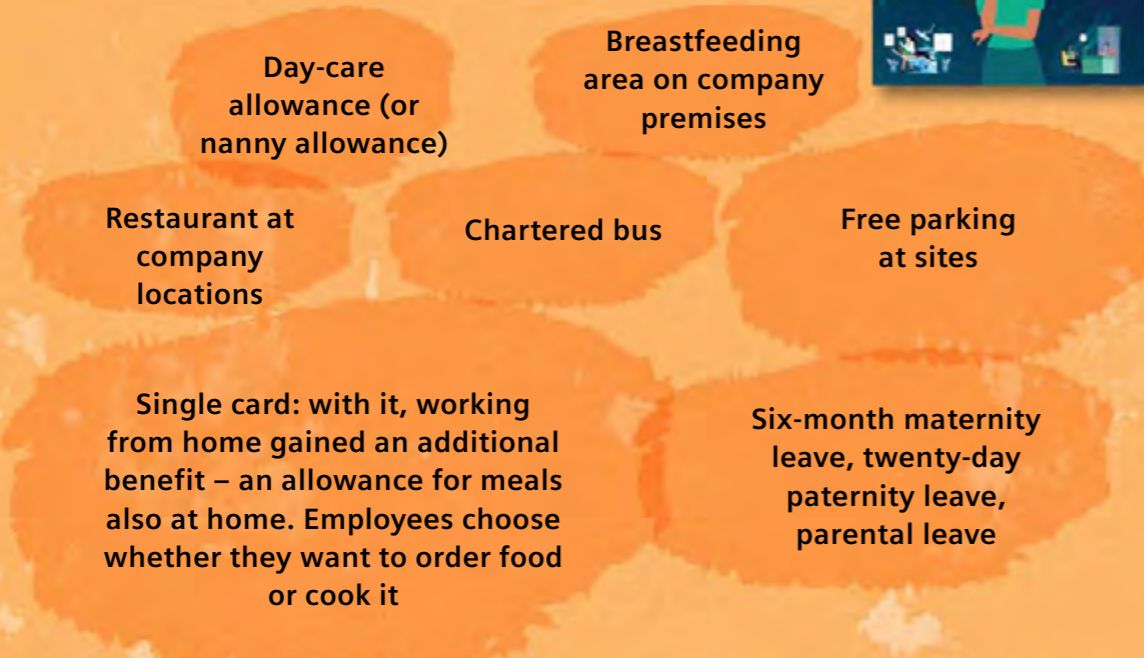 Day-care
allowance (or
nanny allowance)
Breastfeeding
area on company
premises
Restaurant at
company
locations
Chartered bus
Free parking
at sites
Single card: with it, working
from home gained an additional
benefit – an allowance for meals
also at home. Employees choose
whether they want to order food
or cook it
Six-month maternity
leave, twenty-day
paternity leave,
parental leave